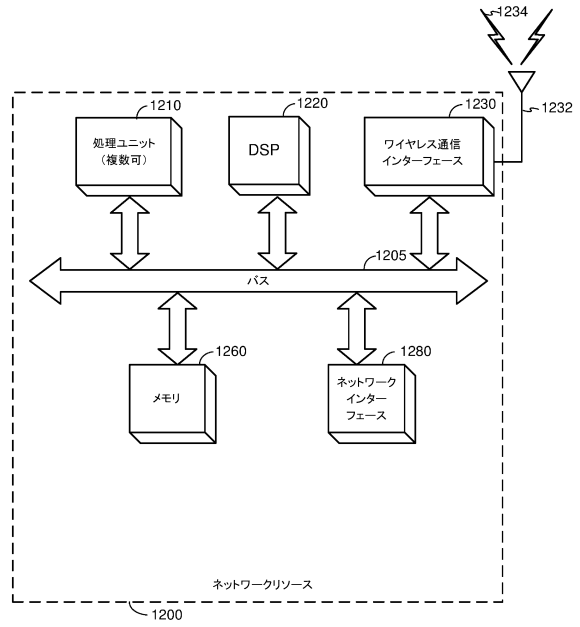 1234
1232
1210
処理ユニット
(複数可)
1220
DSP
1230
ワイヤレス通信
インターフェース
1205
バス
1260
メモリ
1280
ネットワーク
インター
フェース
ネットワークリソース
1200